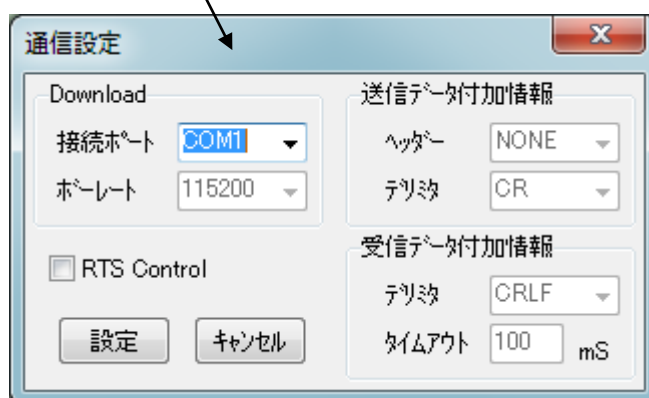 通信設定
Download
接続ﾎﾟｰﾄ COM1
ﾎﾞｰﾚｰﾄ 115200
RTS Control
設定 ｷｬﾝｾﾙ
送信ﾃﾞｰﾀ付加情報
ﾍｯﾀﾞｰ NONE
ﾃﾞﾘﾐﾀ CR
受信ﾃﾞｰﾀ付加情報
ﾃﾞﾘﾐﾀ CRLF
ﾀｲﾑｱｳﾄ 100 mS